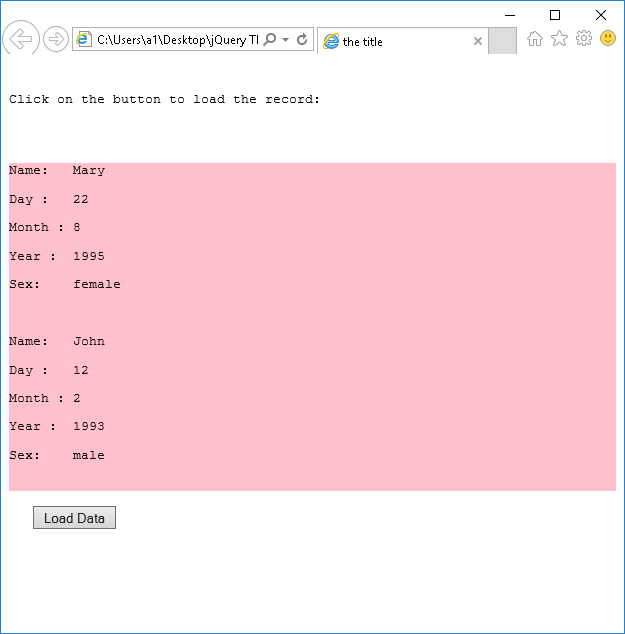 C:\Users\a1\Desktop\jQuery
the title
Click on the button to load the record:
Name: Mary
Day : 22
Month : 8
Year : 1995
Sex: female
Name: John
Day : 12
Month : 2
Year : 1993
Sex: male
Load Data